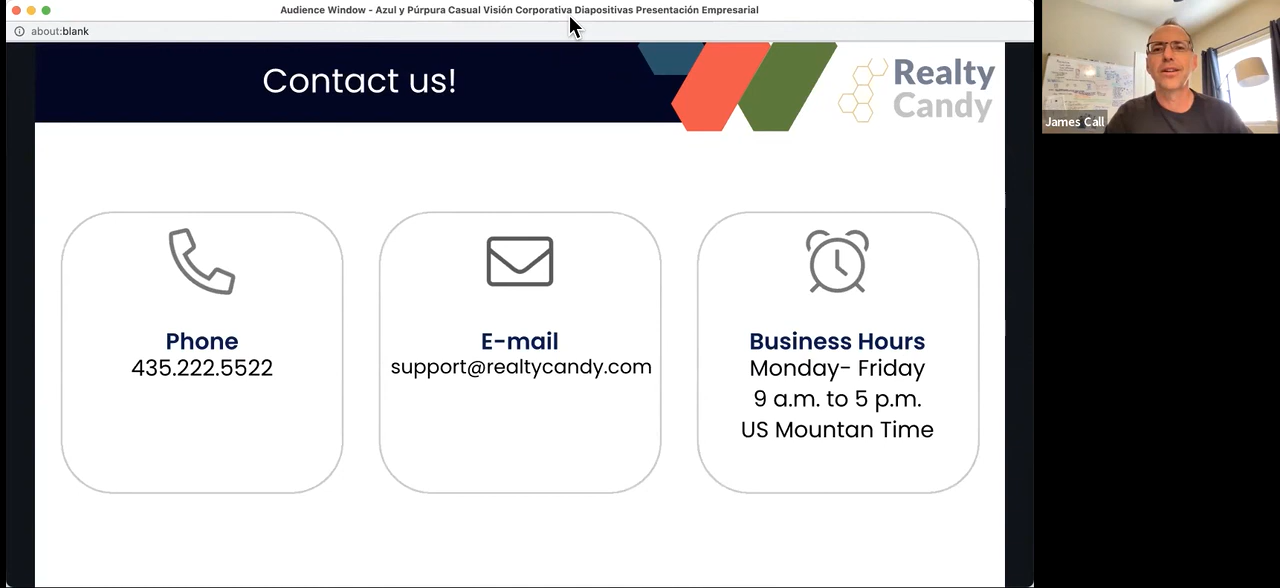 Audience Window - Azul y Púrpura Casual Visión Corporativa Diapositivas Presentación Empresarial
about:blank
Contact us!
Realty
Candy
James Call
Phone
435.222.5522
E-mail
support@realtycandy.com
Business Hours
Monday- Friday
9 a.m. to 5 p.m.
US Mountan Time